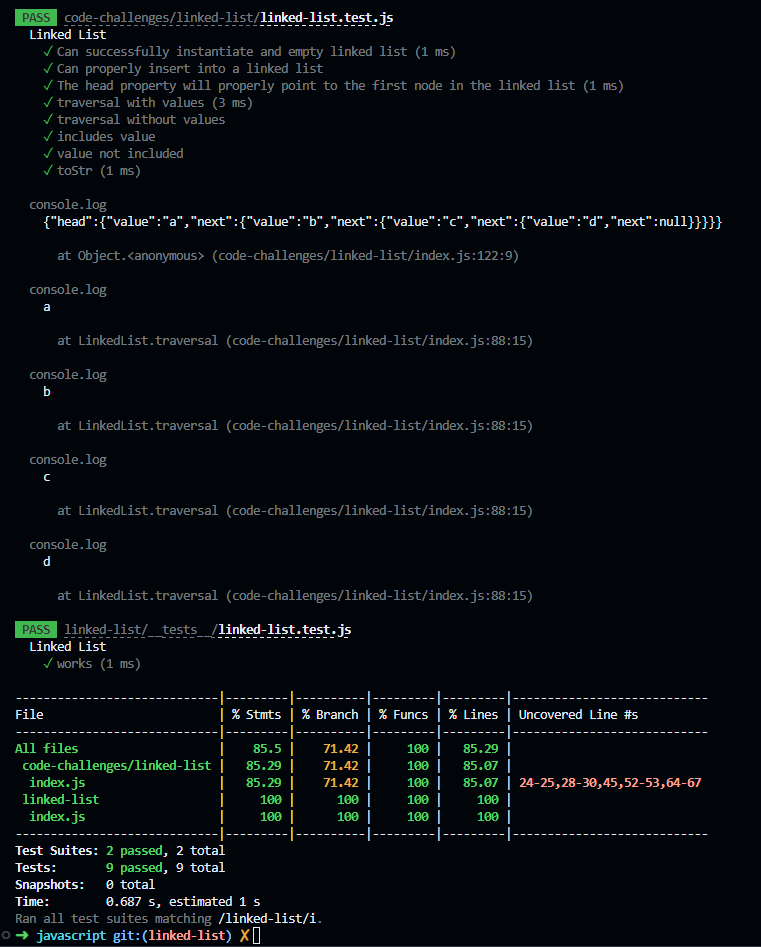 PASS code-challenges/linked-list/linked-list.test.js
Linked List
✓ Can successfully instantiate and empty linked list (1 ms)
✓ Can properly insert into a linked list
✓ The head property will properly point to the first node in the linked list (1 ms)
✓ traversal with values (3 ms)
✓ traversal without values
✓ includes value
✓ value not included
✓ toStr (1 ms)
console.log
{"head":{"value":"a","next":{"value":"b","next":{"value":"c","next":{"value":"d","next":null}}}}}
at Object.<anonymous> (code-challenges/linked-list/index.js:122:9)
console.log
a
at LinkedList.traversal (code-challenges/linked-list/index.js:88:15)
console.log
b
at LinkedList.traversal (code-challenges/linked-list/index.js:88:15)
console.log
c
at LinkedList.traversal (code-challenges/linked-list/index.js:88:15)
console.log
d
at LinkedList.traversal (code-challenges/linked-list/index.js:88:15)
PASS linked-list/__tests__/linked-list.test.js
Linked List
✓ works (1 ms)
-----------------------------|---------|----------|---------|---------|----------------------------
File | % Stmts | % Branch | % Funcs | % Lines | Uncovered Line #s
-----------------------------|---------|----------|---------|---------|----------------------------
All files | 85.5 | 71.42 | 100 | 85.29 |
code-challenges/linked-list | 85.29 | 71.42 | 100 | 85.07 |
index.js | 85.29 | 71.42 | 100 | 85.07 | 24-25,28-30,45,52-53,64-67
linked-list | 100 | 100 | 100 | 100 |
index.js | 100 | 100 | 100 | 100 |
-----------------------------|---------|----------|---------|---------|----------------------------
Test Suites: 2 passed, 2 total
Tests: 9 passed, 9 total
Snapshots: 0 total
Time: 0.687 s, estimated 1 s
Ran all test suites matching /linked-list/i.
➜ javascript git:(linked-list) ✗